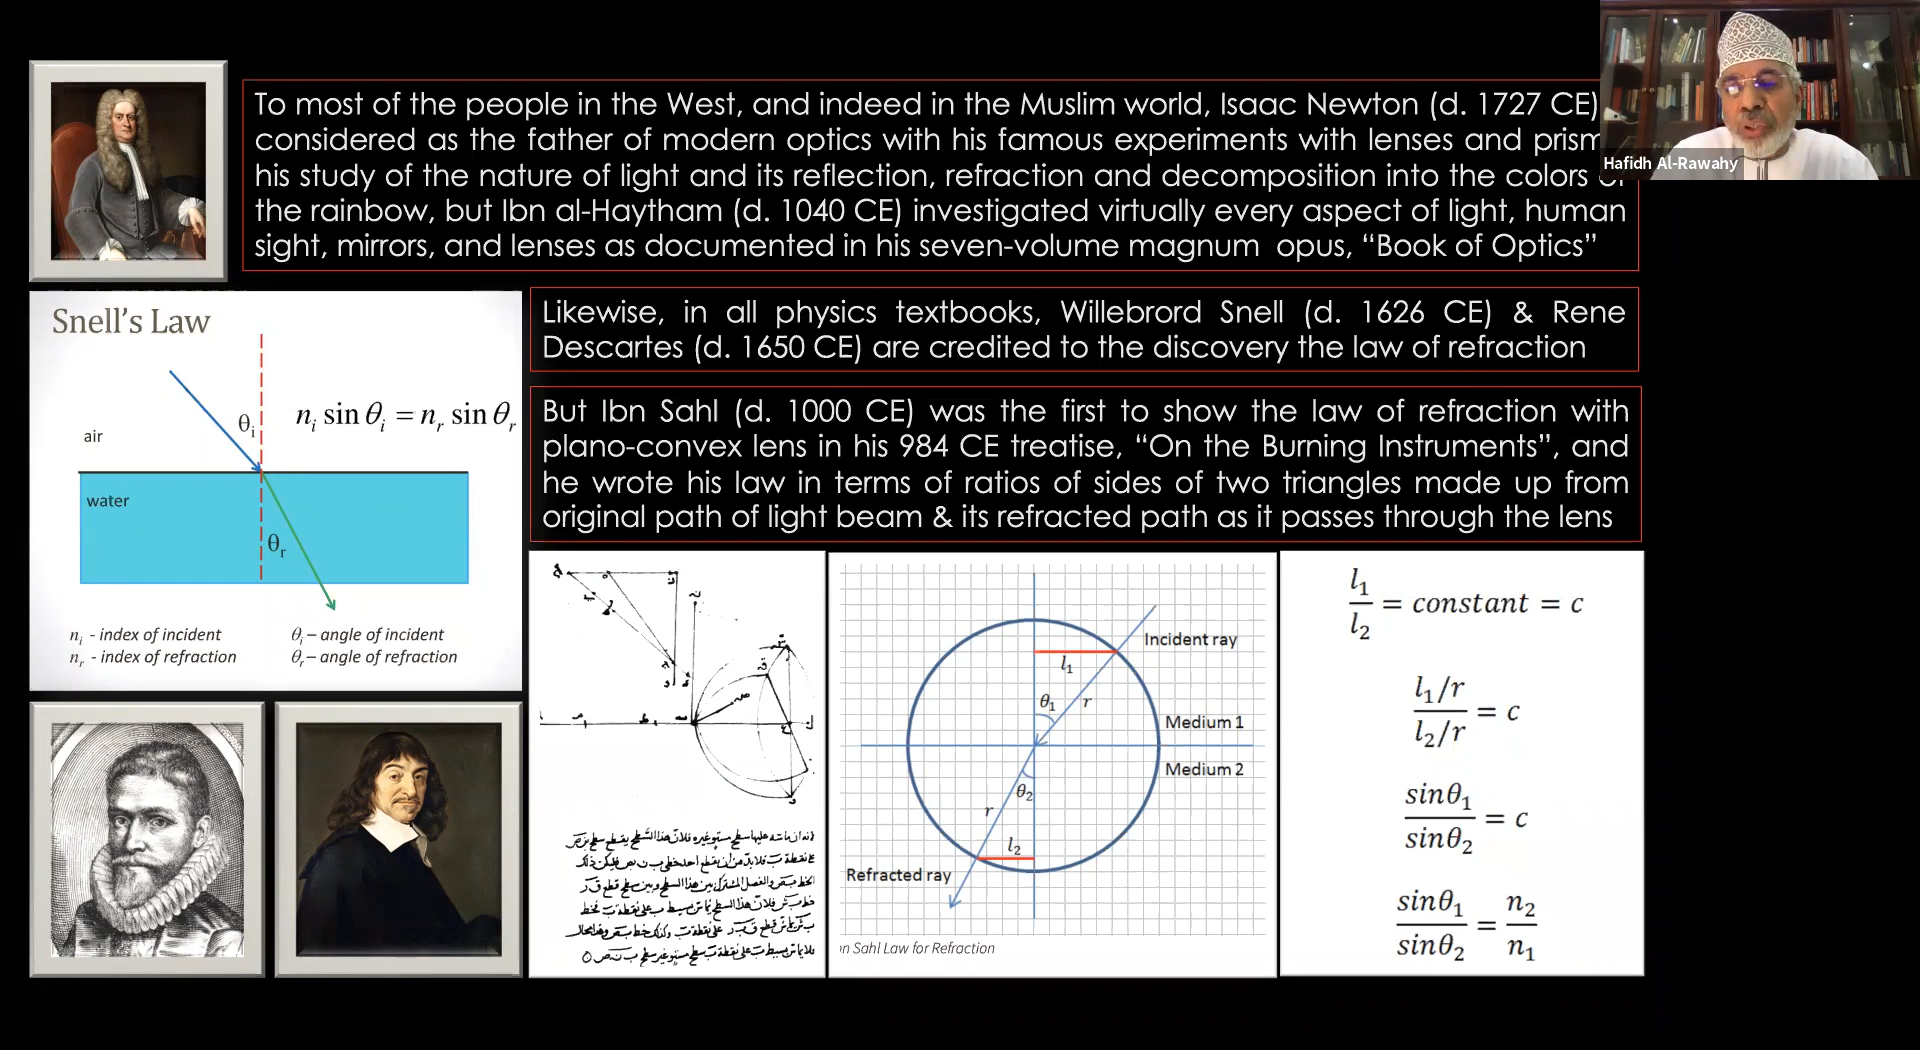 To most of the people in the West, and indeed in the Muslim world, Isaac Newton (d. 1727 CE)
considered as the father of modern optics with his famous experiments with lenses and prism
his study of the nature of light and its reflection, refraction and decomposition into the colors of
the rainbow, but Ibn al-Haytham (d. 1040 CE) investigated virtually every aspect of light, human
sight, mirrors, and lenses as documented in his seven-volume magnum opus, “Book of Optics”
Hafidh Al-Rawahy
Snell's Law
θi
ni sin θi = nr sin θr
air
water
θr
ni - index of incident
θi – angle of incident
nr - index of refraction
θr – angle of refraction
Likewise, in all physics textbooks, Willebrord Snell (d. 1626 CE) & Rene
Descartes (d. 1650 CE) are credited to the discovery the law of refraction
But Ibn Sahl (d. 1000 CE) was the first to show the law of refraction with
plano-convex lens in his 984 CE treatise, “On the Burning Instruments”, and
he wrote his law in terms of ratios of sides of two triangles made up from
original path of light beam & its refracted path as it passes through the lens
Incident ray
l1
θ1
r
Medium 1
Medium 2
θ2
r
l2
Refracted ray
Sahl Law for Refraction
l1/l2 = constant = c
l1/r / l2/r = c
sinθ1/sinθ2 = c
sinθ1/sinθ2 = n2/n1